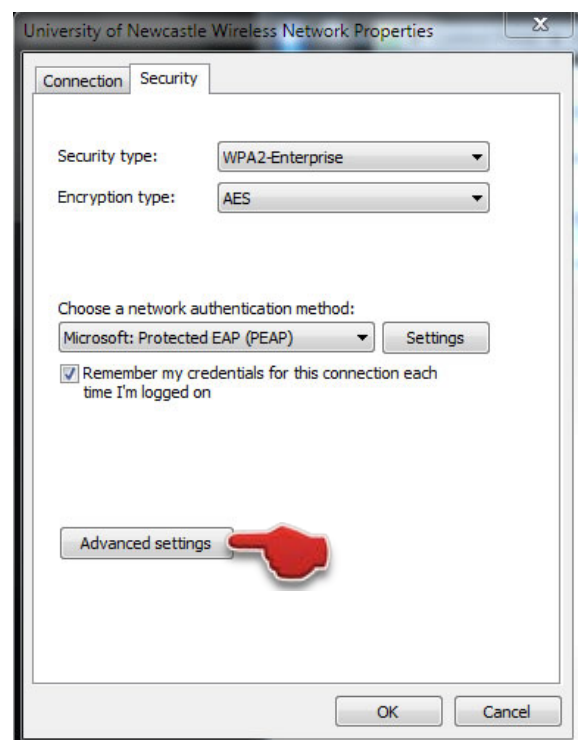 University of Newcastle Wireless Network Properties
Connection Security
Security type: WPA2-Enterprise
Encryption type: AES
Choose a network authentication method:
Microsoft: Protected EAP (PEAP) Settings
Remember my credentials for this connection each
time I'm logged on
Advanced settings
OK Cancel